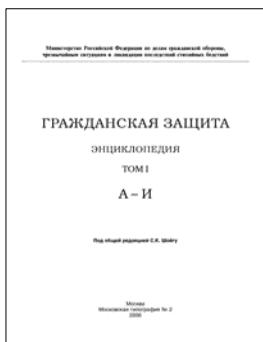 Министерство Российской Федерации по делам гражданской обороны,
чрезвычайным ситуациям и ликвидации последствий стихийных бедствий
ГРАЖДАНСКАЯ ЗАЩИТА
ЭНЦИКЛОПЕДИЯ
ТОМ I
А – И
Под общей редакцией С.К. Шойгу
Москва
Московская типография № 2
2006